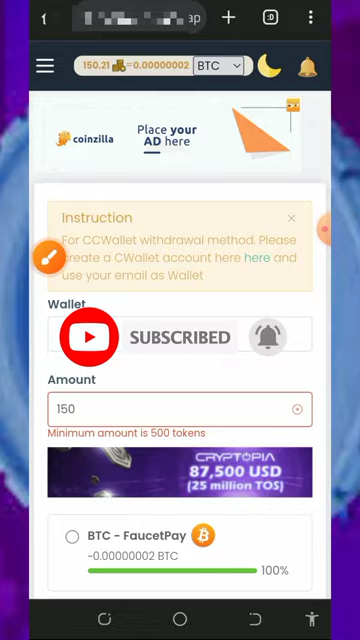 ap
:D
150.21 =0.00000002 BTC
coinzilla
Place your
AD here
Instruction
For CCWallet withdrawal method. Please
create a CWallet account here here and
use your email as Wallet
Wallet
SUBSCRIBED
Amount
150
Minimum amount is 500 tokens
CRYPTOPIA
87,500 USD
(25 million TOS)
BTC - FaucetPay
~0.00000002 BTC
100%